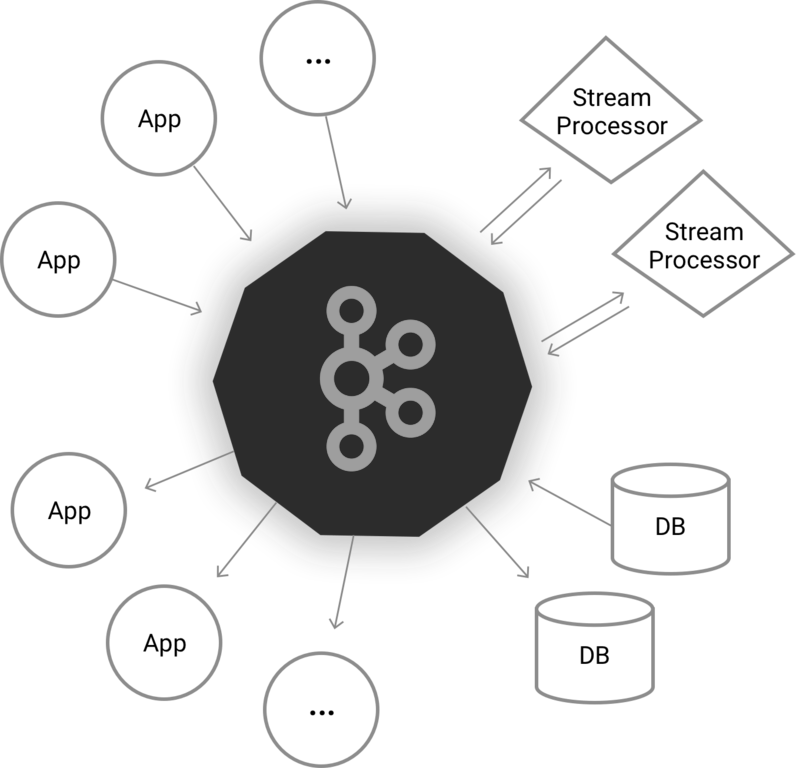 ...
App
App
Stream
Processor
Stream
Processor
App
App
...
DB
DB